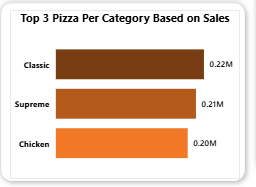 Top 3 Pizza Per Category Based on Sales
Classic 0.22M
Supreme 0.21M
Chicken 0.20M